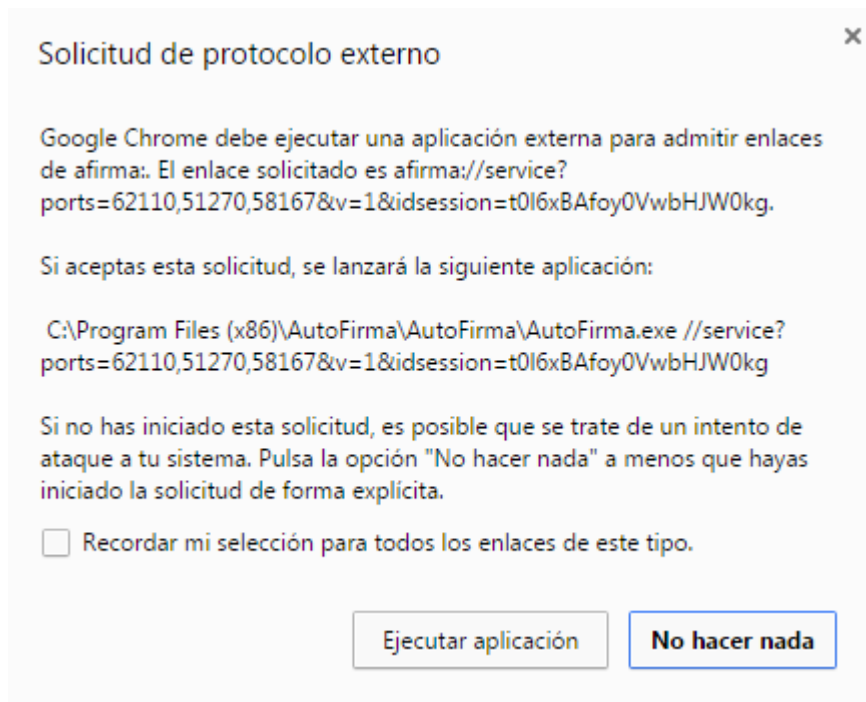 Solicitud de protocolo externo
Google Chrome debe ejecutar una aplicación externa para admitir enlaces
de afirma:. El enlace solicitado es afirma://service?
ports=62110,51270,58167&v=1&idsession=t0I6xBAfoy0VwbHJW0kg.
Si aceptas esta solicitud, se lanzará la siguiente aplicación:
C:\Program Files (x86)\AutoFirma\AutoFirma\AutoFirma.exe //service?
ports=62110,51270,58167&v=1&idsession=t0I6xBAfoy0VwbHJW0kg
Si no has iniciado esta solicitud, es posible que se trate de un intento de
ataque a tu sistema. Pulsa la opción "No hacer nada" a menos que hayas
iniciado la solicitud de forma explícita.
Recordar mi selección para todos los enlaces de este tipo.
Ejecutar aplicación No hacer nada